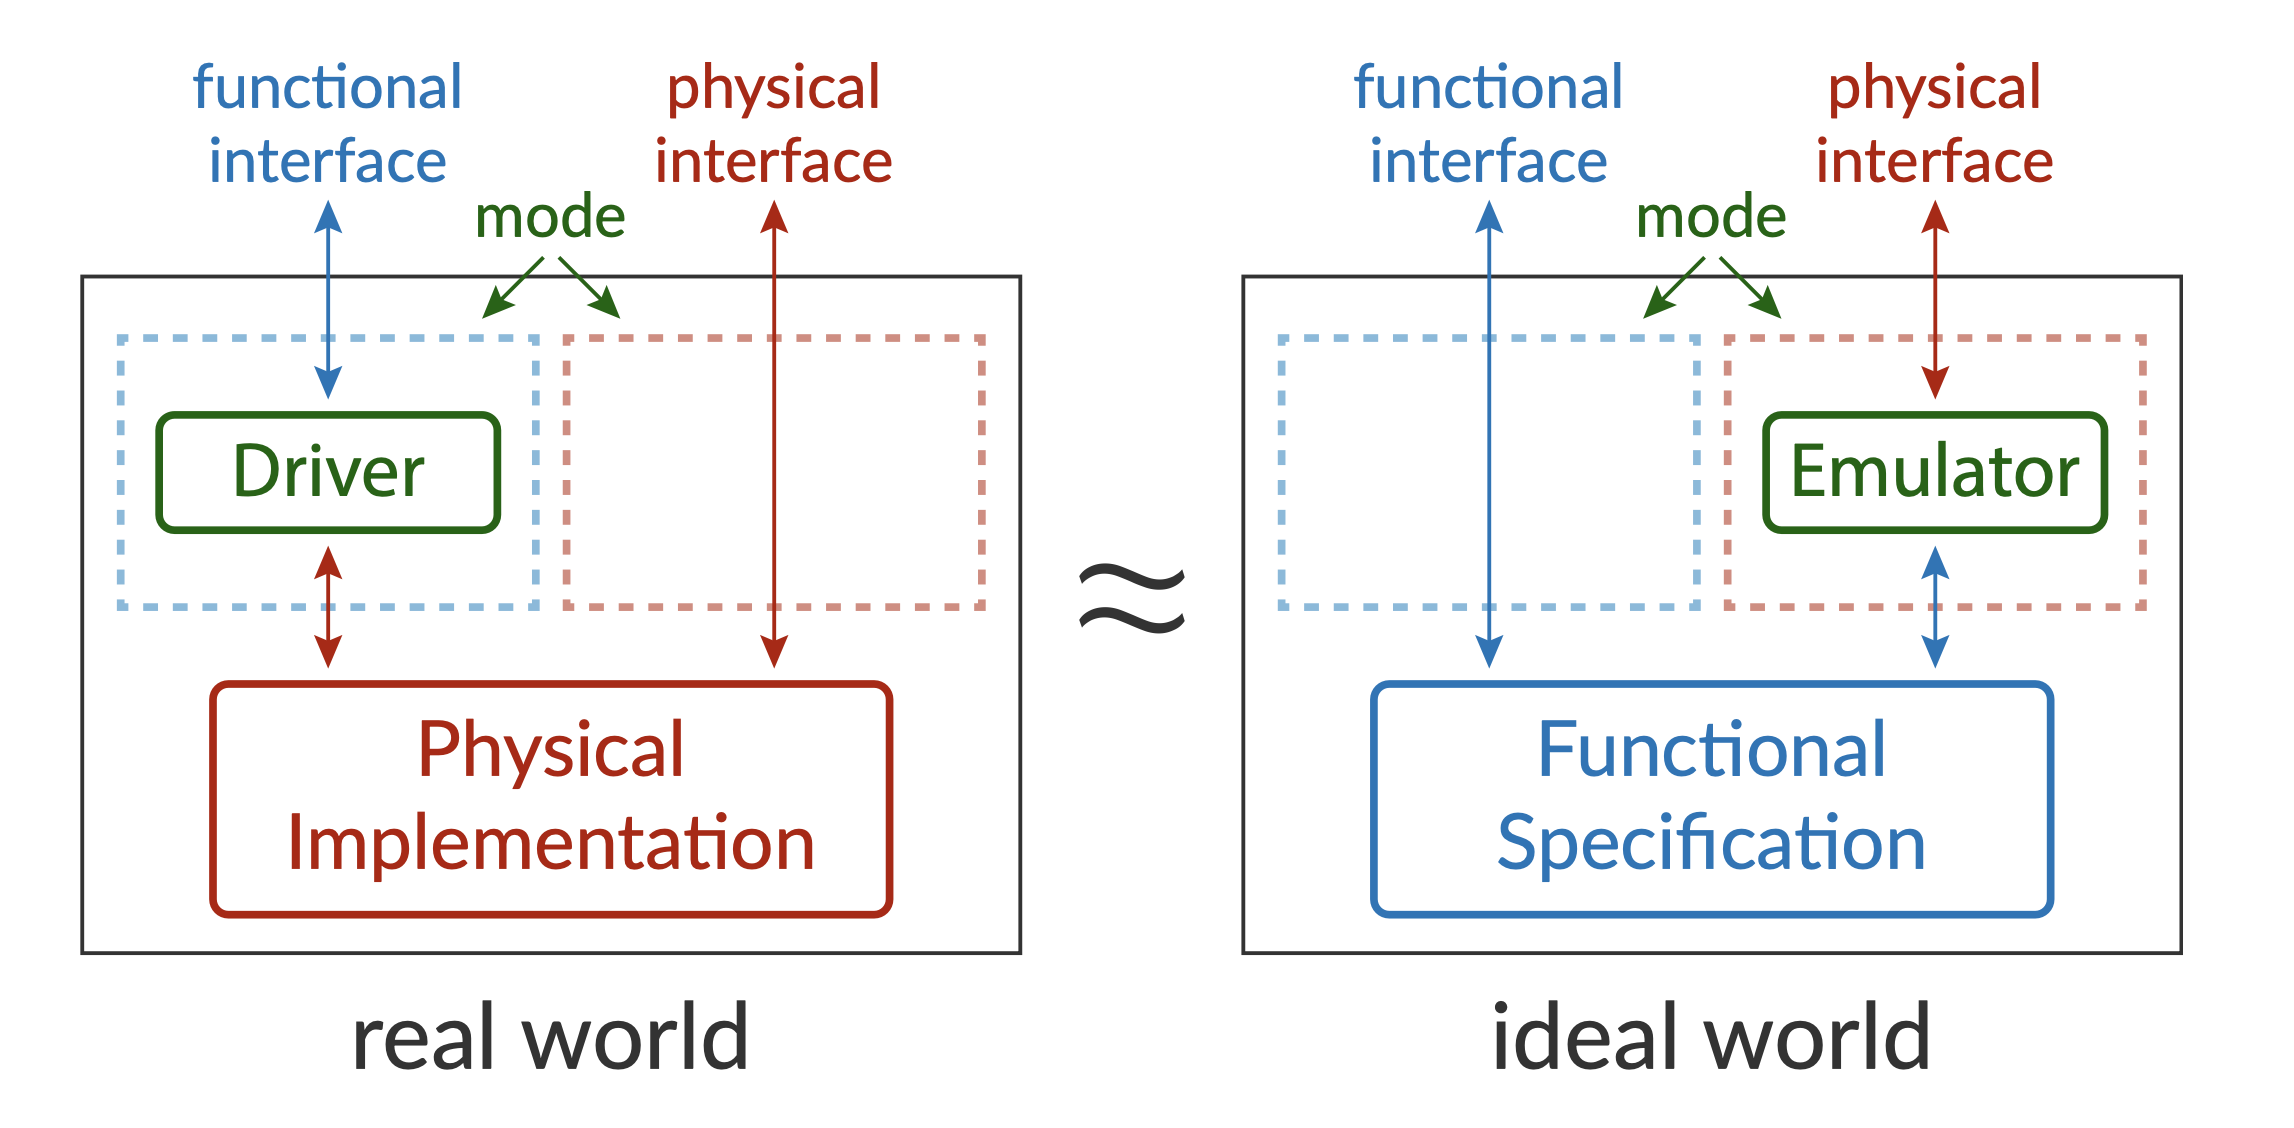 functional
interface
physical
interface
mode
Driver
Physical
Implementation
real world
≈
functional
interface
physical
interface
mode
Emulator
Functional
Specification
ideal world